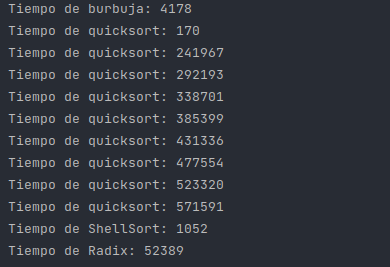 Tiempo de burbuja: 4178
Tiempo de quicksort: 170
Tiempo de quicksort: 241967
Tiempo de quicksort: 292193
Tiempo de quicksort: 338701
Tiempo de quicksort: 385399
Tiempo de quicksort: 431336
Tiempo de quicksort: 477554
Tiempo de quicksort: 523320
Tiempo de quicksort: 571591
Tiempo de ShellSort: 1052
Tiempo de Radix: 52389